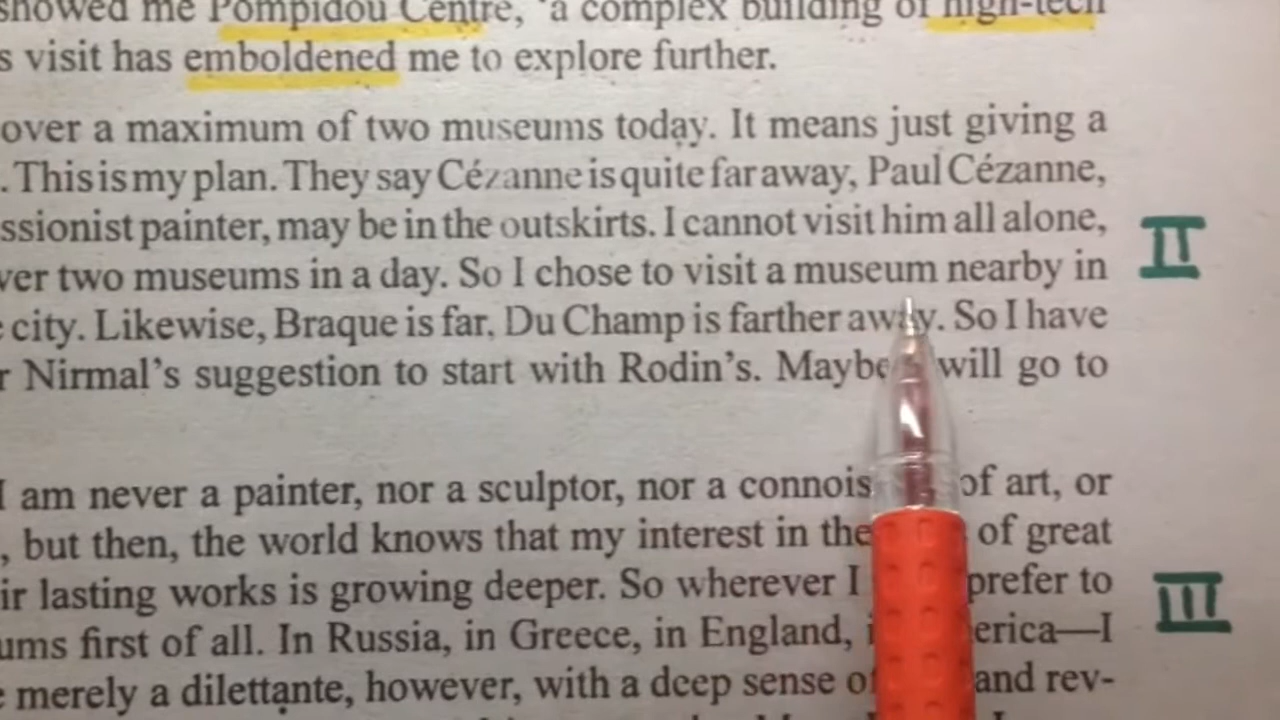 showed me Pompidou Centre, 'a complex building of high-tech
s visit has emboldened me to explore further.
over a maximum of two museums today. It means just giving a
. This is my plan. They say Cézanne is quite far away, Paul Cézanne,
ssionist painter, may be in the outskirts. I cannot visit him all alone,
ver two museums in a day. So I chose to visit a museum nearby in
city. Likewise, Braque is far, Du Champ is farther away. So I have
r Nirmal's suggestion to start with Rodin's. Maybe will go to
II
I am never a painter, nor a sculptor, nor a connois of art, or
, but then, the world knows that my interest in the of great
ir lasting works is growing deeper. So wherever I prefer to
ums first of all. In Russia, in Greece, in England, i erica—I
merely a dilettante, however, with a deep sense of and rev-
III